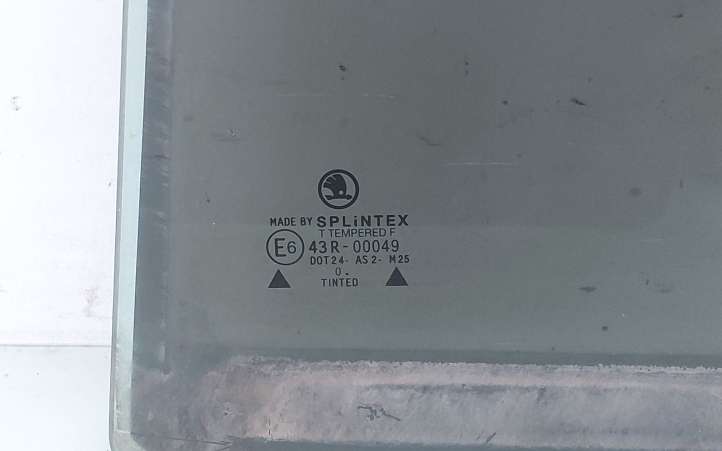 MADE BY SPLiNTEX
T TEMPERED F
E6 43R-00049
DOT24- AS2- M25
0.
TINTED